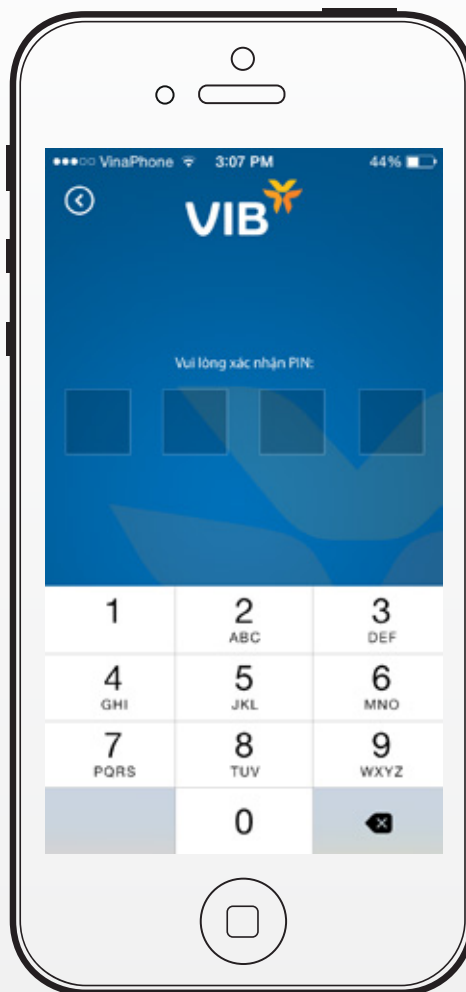 VinaPhone 3:07 PM 44%
VIB
Vui lòng xác nhận PIN:
1 2 3
ABC DEF
4 5 6
GHI JKL MNO
7 8 9
PQRS TUV WXYZ
0